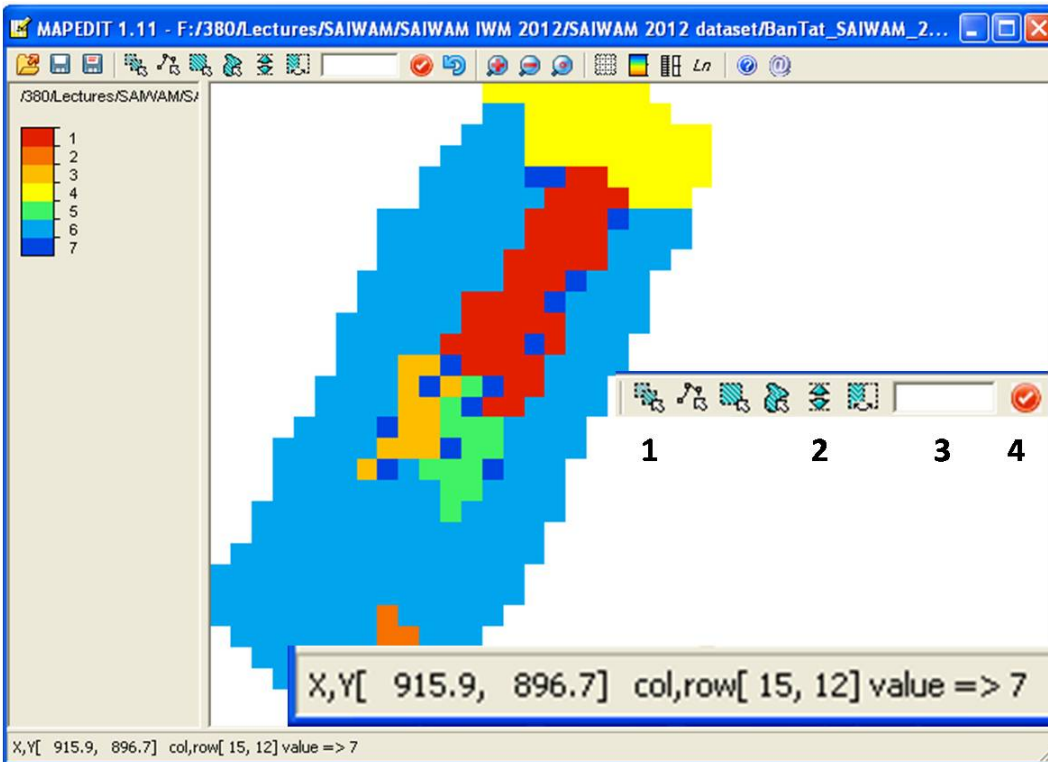 MAPEDIT 1.11 - F:/380/Lectures/SAIWAM/SAIWAM IWM 2012/SAIWAM 2012 dataset/BanTat_SAIWAM_2...
Ln
/380/Lectures/SAIWAM/SA
1
2
3
4
5
6
7
1 2 3 4
X,Y[ 915.9, 896.7] col,row[ 15, 12] value => 7
X,Y[ 915.9, 896.7] col,row[ 15, 12] value => 7